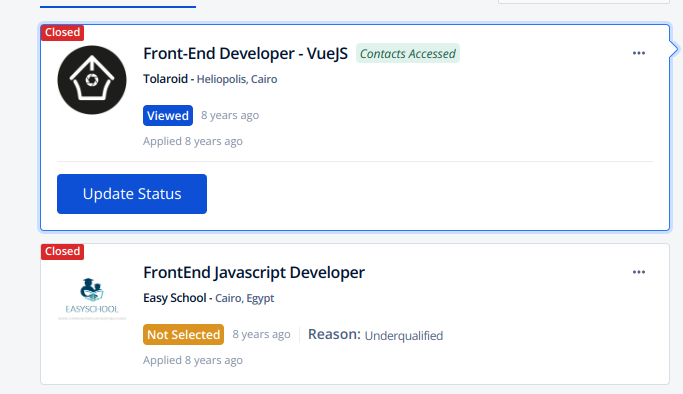 Closed
Front-End Developer - VueJS Contacts Accessed
Tolaroid - Heliopolis, Cairo
Viewed 8 years ago
Applied 8 years ago
Update Status
Closed
FrontEnd Javascript Developer
Easy School - Cairo, Egypt
EASYSCHOOL
Not Selected 8 years ago Reason: Underqualified
Applied 8 years ago